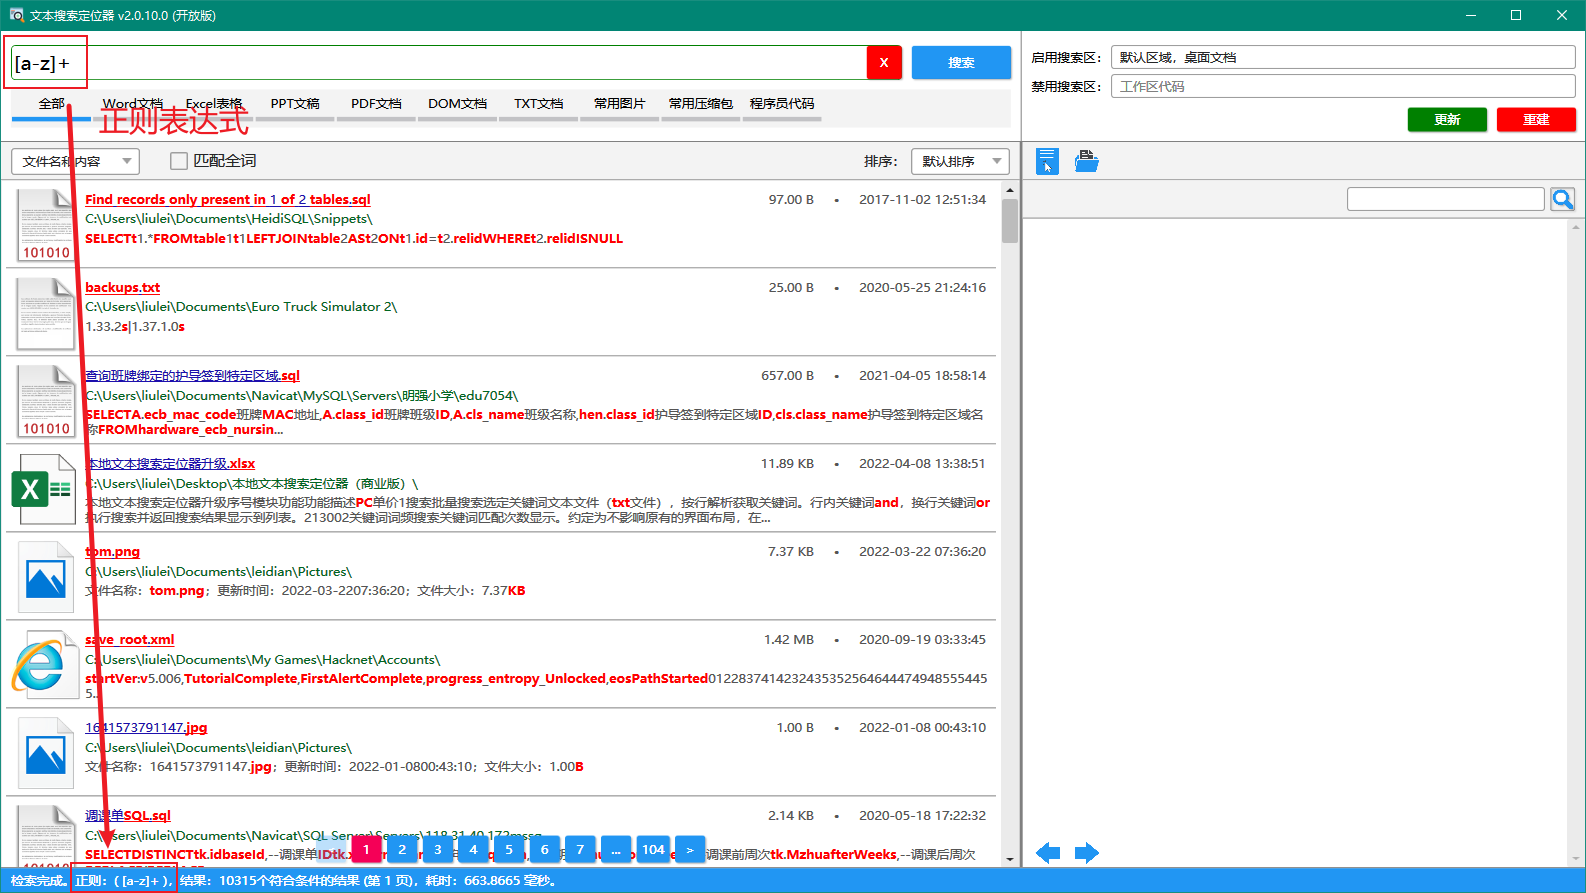 文本搜索定位器 v2.0.10.0 (开放版)
[a-z]+
X
搜索
启用搜索区：
默认区域，桌面文档
禁用搜索区：
工作区代码
更新
重建
全部
Word文档
Excel表格
PPT文稿
PDF文档
DOM文档
TXT文档
常用图片
常用压缩包
程序员代码
正则表达式
文件名和内容
匹配全词
排序：
默认排序
Find records only present in 1 of 2 tables.sql
97.00 B • 2017-11-02 12:51:34
C:\Users\liulei\Documents\HeidiSQL\Snippets\
SELECTt1.*FROMtable1t1LEFTJOINtable2ASt2ONt1.id=t2.relidWHEREt2.relidISNULL
101010
backups.txt
25.00 B • 2020-05-25 21:24:16
C:\Users\liulei\Documents\Euro Truck Simulator 2\
1.33.2s|1.37.1.0s
查询班牌绑定的护导签到特定区域.sql
657.00 B • 2021-04-05 18:58:14
C:\Users\liulei\Documents\Navicat\MySQL\Servers\明强小学\edu7054\
SELECTA.ecb_mac_code班牌MAC地址,A.class_id班牌班级ID,A.cls_name班级名称,hen.class_id护导签到特定区域ID,cls.class_name护导签到特定区域名
称FROMhardware_ecb_nursin...
101010
本地文本搜索定位器升级.xlsx
11.89 KB • 2022-04-08 13:38:51
C:\Users\liulei\Desktop\本地文本搜索定位器（商业版）\
本地文本搜索定位器升级序号模块功能功能描述PC单价1搜索批量搜索选定关键词文本文件（txt文件），按行解析获取关键词。行内关键词and，换行关键词or
执行搜索并返回搜索结果显示到列表。213002关键词词频搜索关键词匹配次数显示。约定为不影响原有的界面布局，在...
X
tom.png
7.37 KB • 2022-03-22 07:36:20
C:\Users\liulei\Documents\leidian\Pictures\
文件名称：tom.png；更新时间：2022-03-2207:36:20；文件大小：7.37KB
save_root.xml
1.42 MB • 2020-09-19 03:33:45
C:\Users\liulei\Documents\My Games\Hacknet\Accounts\
startVer:v5.006,TutorialComplete,FirstAlertComplete,progress_entropy_Unlocked,eosPathStarted0122837414232435352564644474948555445
5...
1641573791147.jpg
1.00 B • 2022-01-08 00:43:10
C:\Users\liulei\Documents\leidian\Pictures\
文件名称：1641573791147.jpg；更新时间：2022-01-0800:43:10；文件大小：1.00B
调课单SQL.sql
2.14 KB • 2020-05-18 17:22:32
C:\Users\liulei\Documents\Navicat\SQL Server\Servers\118.31.40.172mssq
SELECTDISTINCTtk.idbaseId,--调课单IDtk.
调课前周次tk.MzhuafterWeeks,--调课后周次
101010
1 2 3 4 5 6 7 ... 104 >
检索完成。正则：( [a-z]+ )，结果：10315个符合条件的结果 (第 1 页)，耗时：663.8665 毫秒。